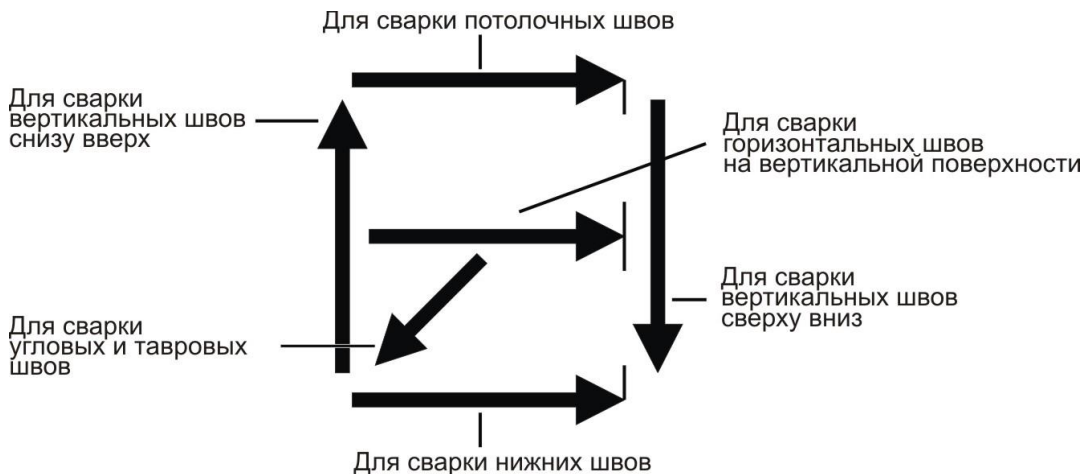 Для сварки потолочных швов
Для сварки
вертикальных швов
снизу вверх
Для сварки
горизонтальных швов
на вертикальной поверхности
Для сварки
вертикальных швов
сверху вниз
Для сварки
угловых и тавровых
швов
Для сварки нижних швов